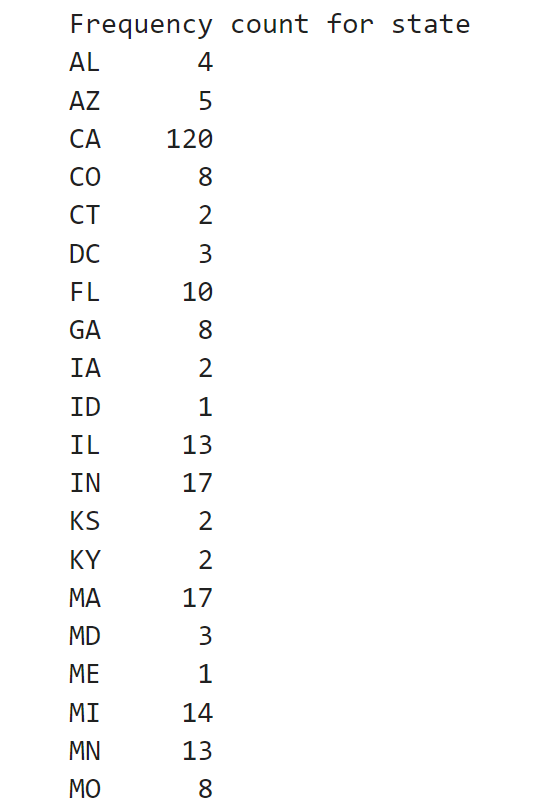 Frequency count for state
AL 4
AZ 5
CA 120
CO 8
CT 2
DC 3
FL 10
GA 8
IA 2
ID 1
IL 13
IN 17
KS 2
KY 2
MA 17
MD 3
ME 1
MI 14
MN 13
MO 8